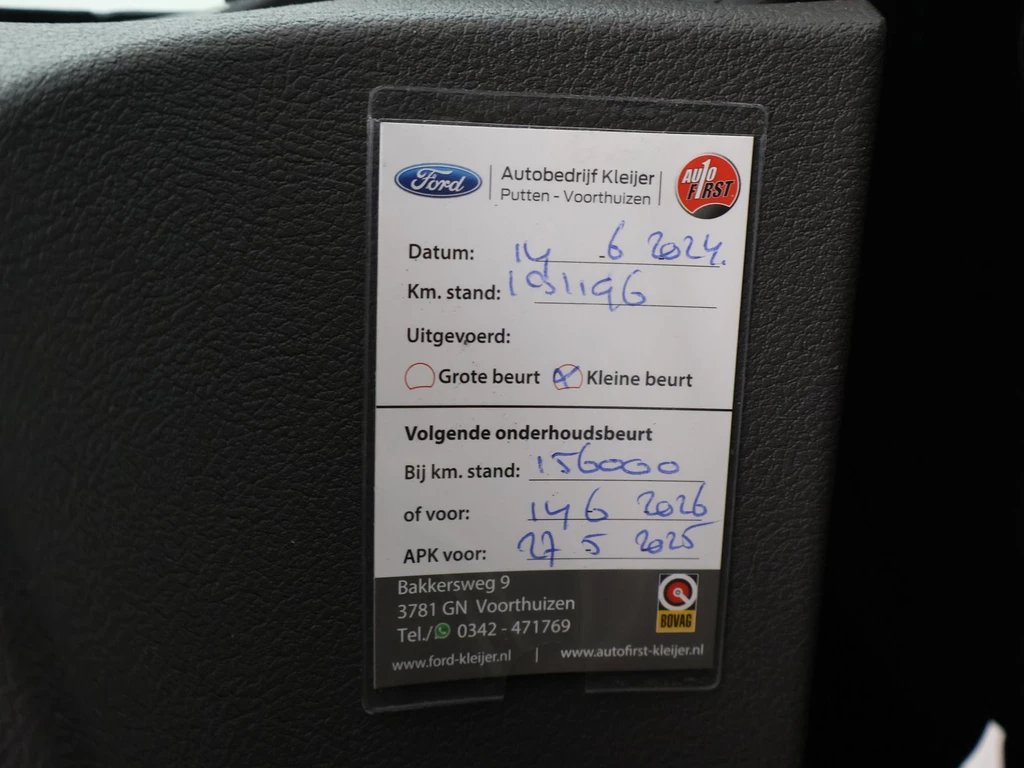 Ford | Autobedrijf Kleijer | AUTO 1 FIRST
Putten - Voorthuizen
Datum: 14 6 2024.
Km. stand: 131196
Uitgevoerd:
Grote beurt Kleine beurt
Volgende onderhoudsbeurt
Bij km. stand: 156000
of voor: 14 6 2026
APK voor: 27 5 2025
Bakkersweg 9
3781 GN Voorthuizen
Tel./ 0342 - 471769
BOVAG
www.ford-kleijer.nl | www.autofirst-kleijer.nl